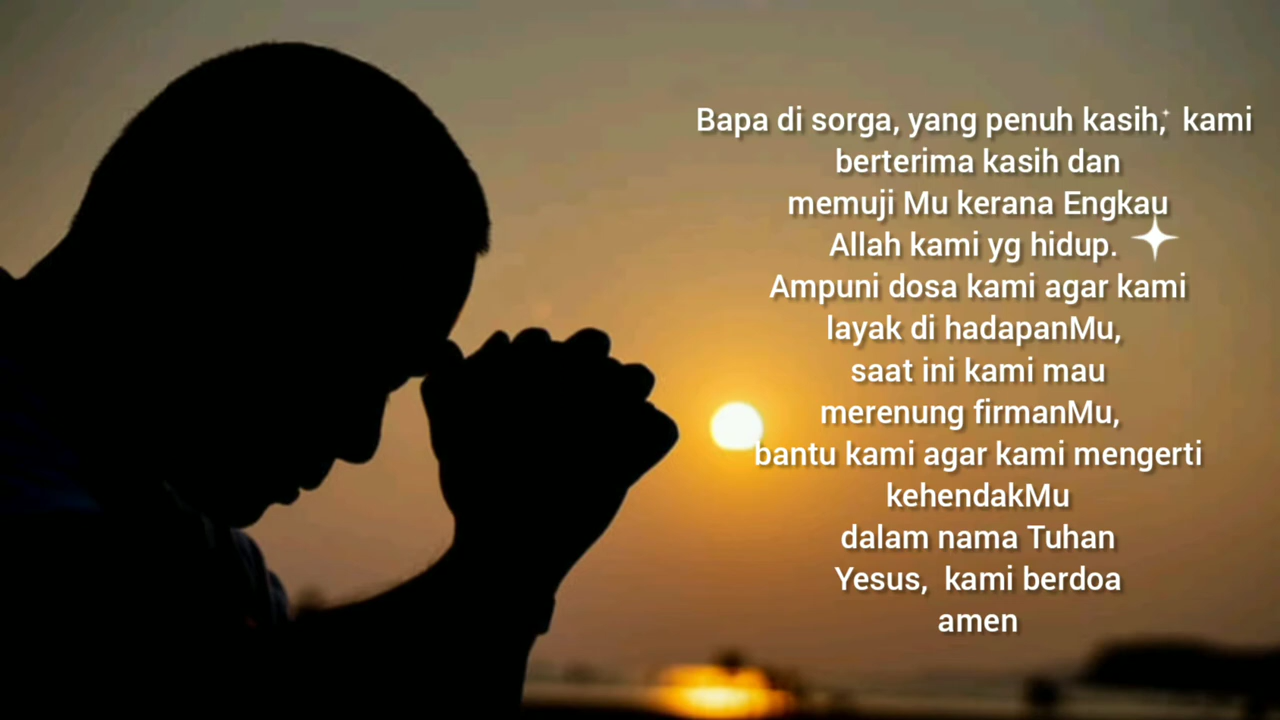 Bapa di sorga, yang penuh kasih, kami
berterima kasih dan
memuji Mu kerana Engkau
Allah kami yg hidup.
Ampuni dosa kami agar kami
layak di hadapanMu,
saat ini kami mau
merenung firmanMu,
bantu kami agar kami mengerti
kehendakMu
dalam nama Tuhan
Yesus, kami berdoa
amen